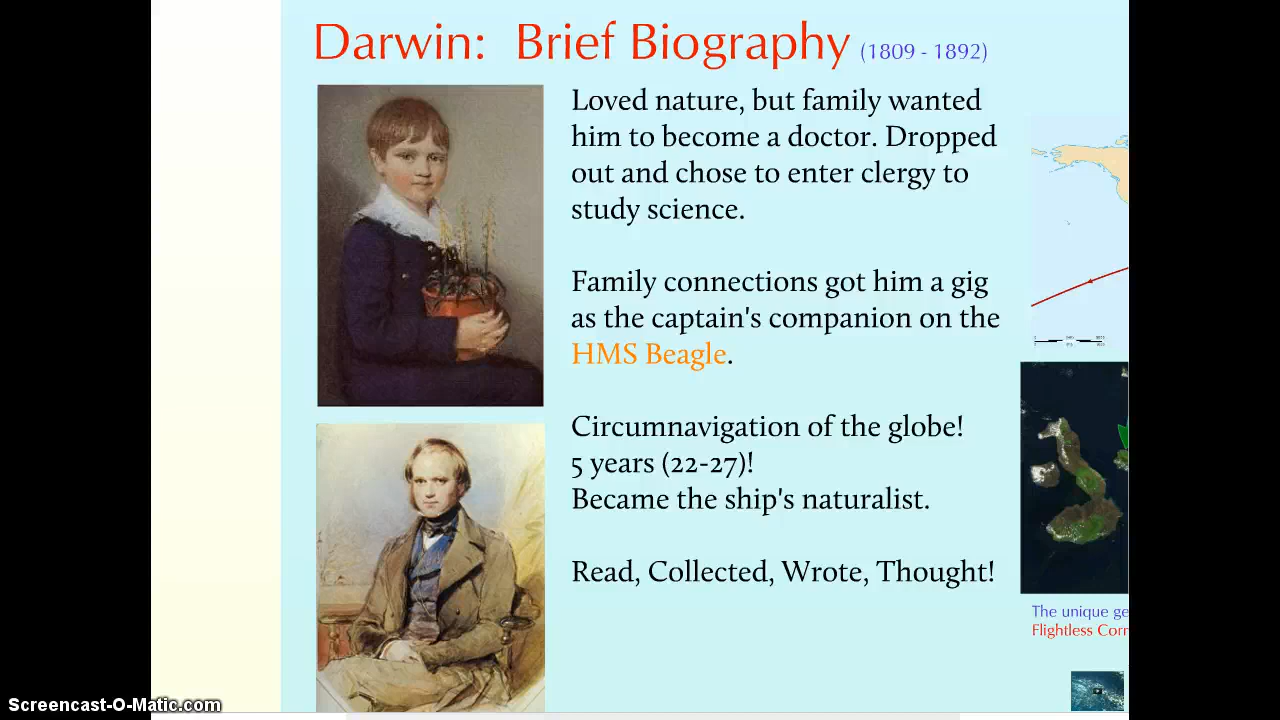 Darwin: Brief Biography (1809 - 1892)
Loved nature, but family wanted
him to become a doctor. Dropped
out and chose to enter clergy to
study science.
Family connections got him a gig
as the captain's companion on the
HMS Beagle.
Circumnavigation of the globe!
5 years (22-27)!
Became the ship's naturalist.
Read, Collected, Wrote, Thought!
The unique ge
Flightless Corr
Screencast-O-Matic.com